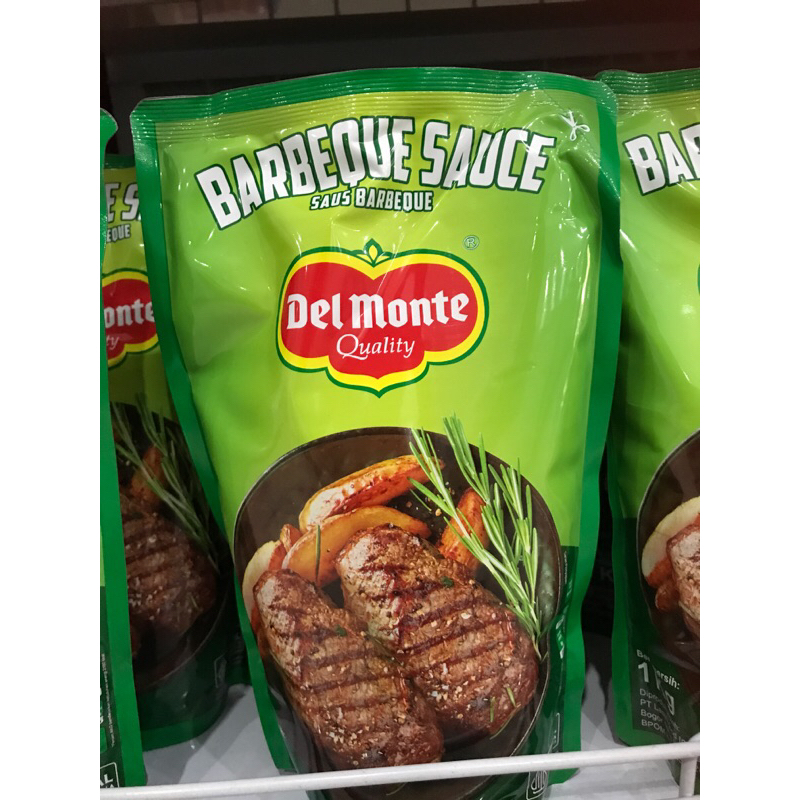 BARBEQUE SAUCE
SAUS BARBEQUE
Del Monte
Quality